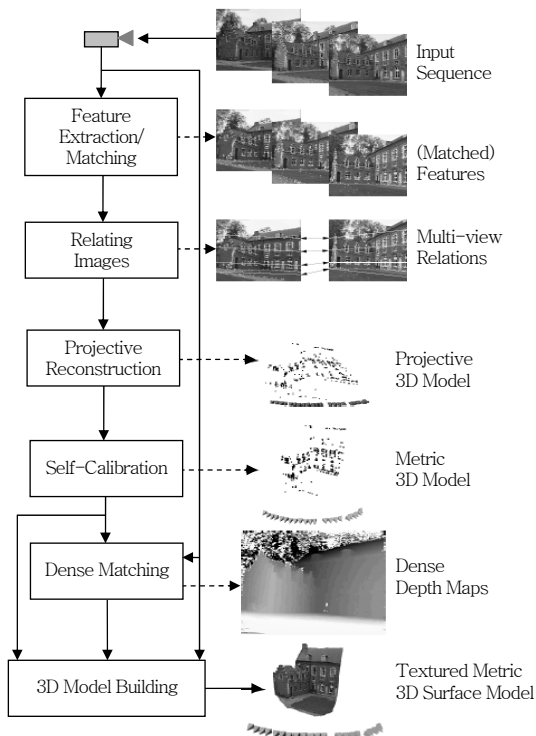 Input
Sequence
Feature
Extraction/
Matching
(Matched)
Features
Relating
Images
Multi-view
Relations
Projective
Reconstruction
Projective
3D Model
Self-Calibration
Metric
3D Model
Dense Matching
Dense
Depth Maps
3D Model Building
Textured Metric
3D Surface Model